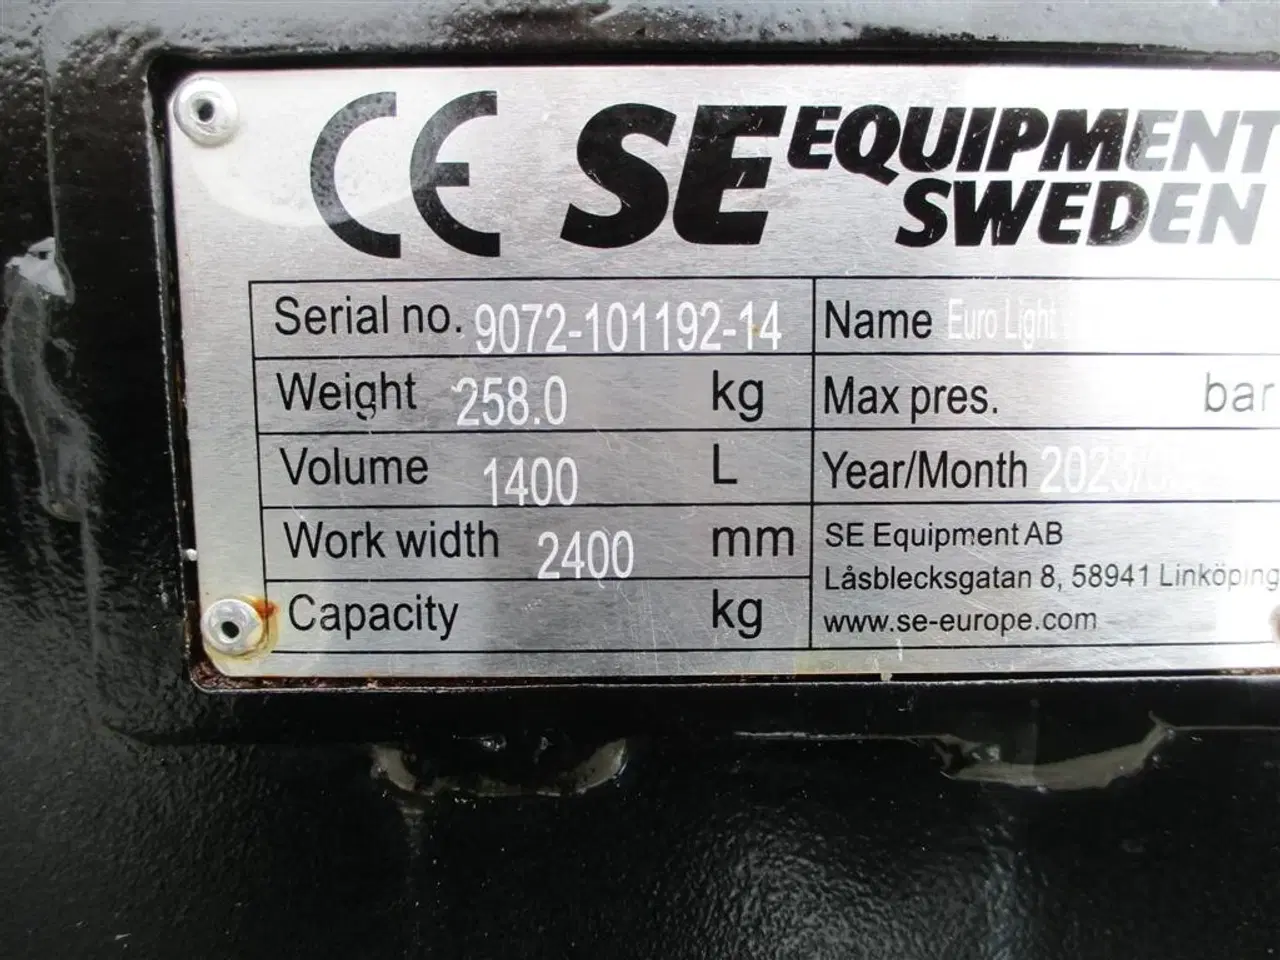 CE SE EQUIPMENT
SWEDEN
Serial no. 9072-101192-14 Name Euro Light
Weight 258.0 kg Max pres. bar
Volume 1400 L Year/Month 2023/
Work width 2400 mm SE Equipment AB
Låsblecksgatan 8, 58941 Linköping
Capacity kg www.se-europe.com